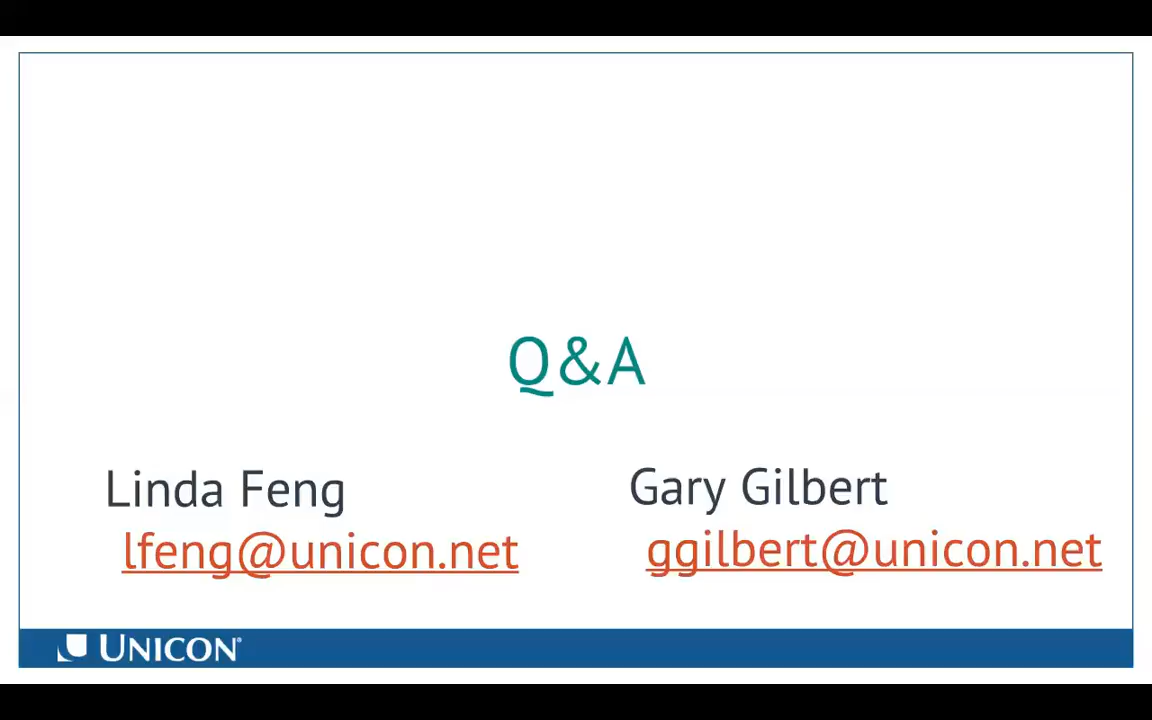 Q&A
Linda Feng
lfeng@unicon.net
Gary Gilbert
ggilbert@unicon.net
UNICON®